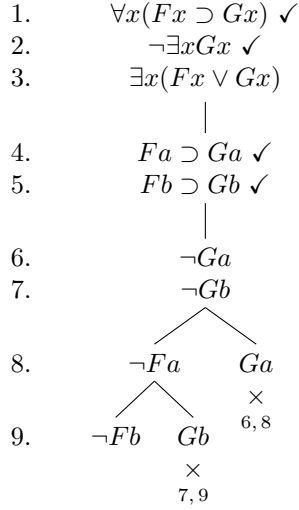 1. ∀x(Fx ⊃ Gx) ✓
2. ¬∃xGx ✓
3. ∃x(Fx ∨ Gx)
4. Fa ⊃ Ga ✓
5. Fb ⊃ Gb ✓
6. ¬Ga
7. ¬Gb
8. ¬Fa Ga
×
6, 8
9. ¬Fb Gb
×
7, 9